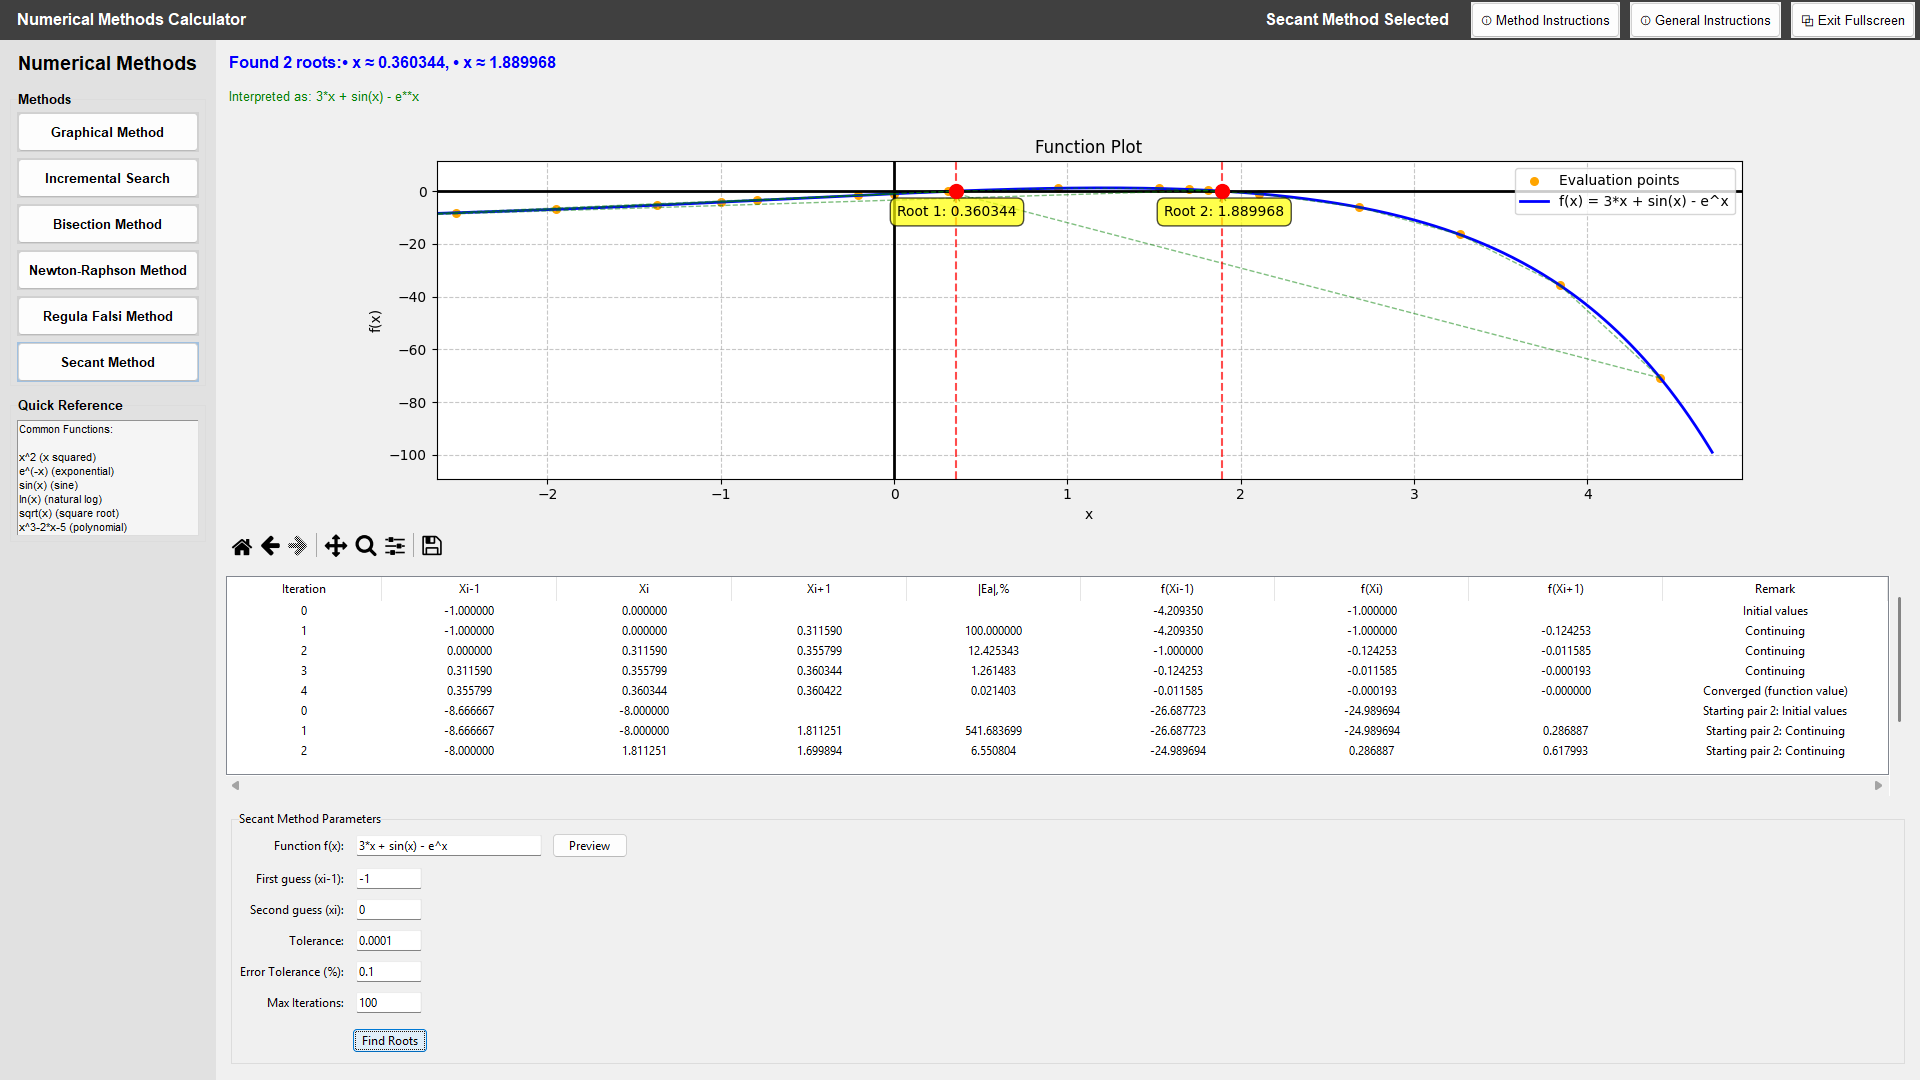 Numerical Methods Calculator
Secant Method Selected
Method Instructions
General Instructions
Exit Fullscreen
Numerical Methods
Methods
Graphical Method
Incremental Search
Bisection Method
Newton-Raphson Method
Regula Falsi Method
Secant Method
Quick Reference
Common Functions:
x^2 (x squared)
e^(-x) (exponential)
sin(x) (sine)
ln(x) (natural log)
sqrt(x) (square root)
x^3-2*x-5 (polynomial)
Found 2 roots:• x ≈ 0.360344, • x ≈ 1.889968
Interpreted as: 3*x + sin(x) - e**x
Function Plot
Evaluation points
f(x) = 3*x + sin(x) - e^x
Root 1: 0.360344
Root 2: 1.889968
0
−20
−40
−60
−80
−100
f(x)
−2 −1 0 1 2 3 4
x
Iteration Xi-1 Xi Xi+1 |Ea|,% f(Xi-1) f(Xi) f(Xi+1) Remark
0 -1.000000 0.000000 -4.209350 -1.000000 Initial values
1 -1.000000 0.000000 0.311590 100.000000 -4.209350 -1.000000 -0.124253 Continuing
2 0.000000 0.311590 0.355799 12.425343 -1.000000 -0.124253 -0.011585 Continuing
3 0.311590 0.355799 0.360344 1.261483 -0.124253 -0.011585 -0.000193 Continuing
4 0.355799 0.360344 0.360422 0.021403 -0.011585 -0.000193 -0.000000 Converged (function value)
0 -8.666667 -8.000000 -26.687723 -24.989694 Starting pair 2: Initial values
1 -8.666667 -8.000000 1.811251 541.683699 -26.687723 -24.989694 0.286887 Starting pair 2: Continuing
2 -8.000000 1.811251 1.699894 6.550804 -24.989694 0.286887 0.617993 Starting pair 2: Continuing
Secant Method Parameters
Function f(x): 3*x + sin(x) - e^x Preview
First guess (xi-1): -1
Second guess (xi): 0
Tolerance: 0.0001
Error Tolerance (%): 0.1
Max Iterations: 100
Find Roots